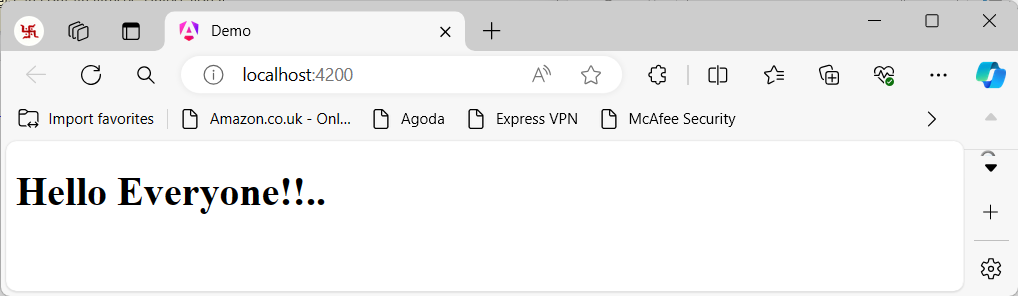 Demo
localhost:4200
Import favorites Amazon.co.uk - Onl... Agoda Express VPN McAfee Security
Hello Everyone!!..